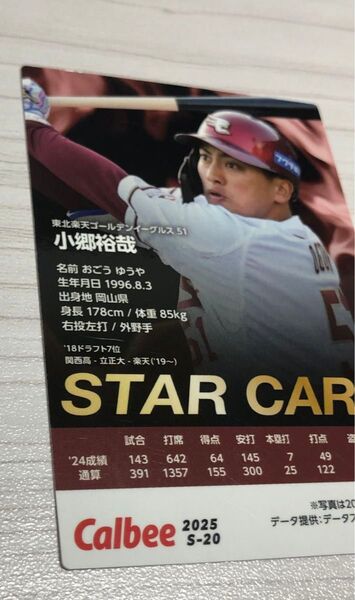 E
東北楽天ゴールデンイーグルス 51
小郷裕哉
名前 おごう ゆうや
生年月日 1996.8.3
出身地 岡山県
身長 178cm / 体重 85kg
右投左打 / 外野手
'18ドラフト7位
関西高 - 立正大 - 楽天('19〜)
STAR CAR
試合 打席 得点 安打 本塁打 打点
'24成績 143 642 64 145 7 49
通算 391 1357 155 300 25 122
※写真は20
データ提供:データ
Calbee 2025
S-20